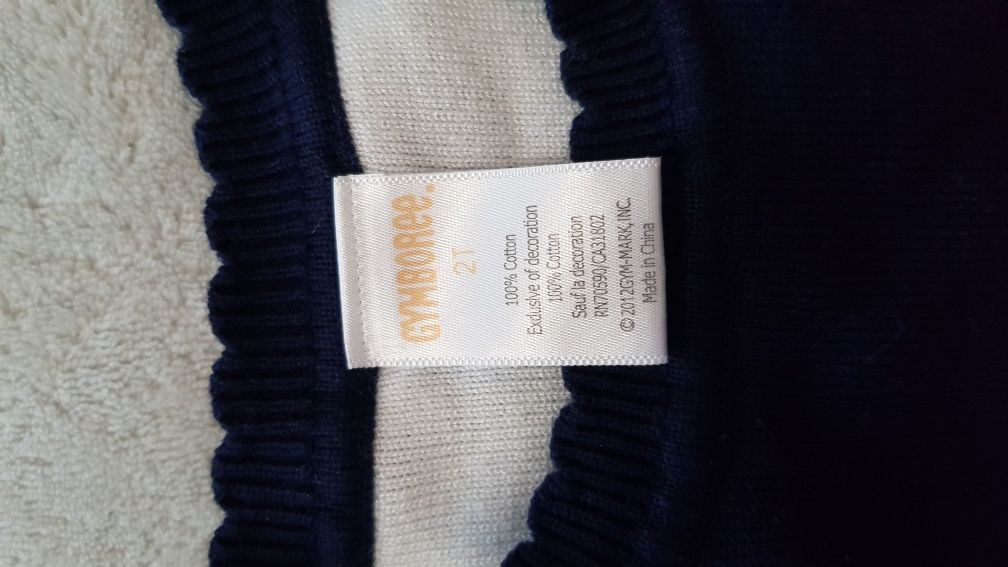 GYMBOREE.
2T
100% Cotton
Exclusive of decoration
100% Cotton
Sauf la decoration
RN70590/CA31802
© 2012GYM-MARK, INC.
Made in China